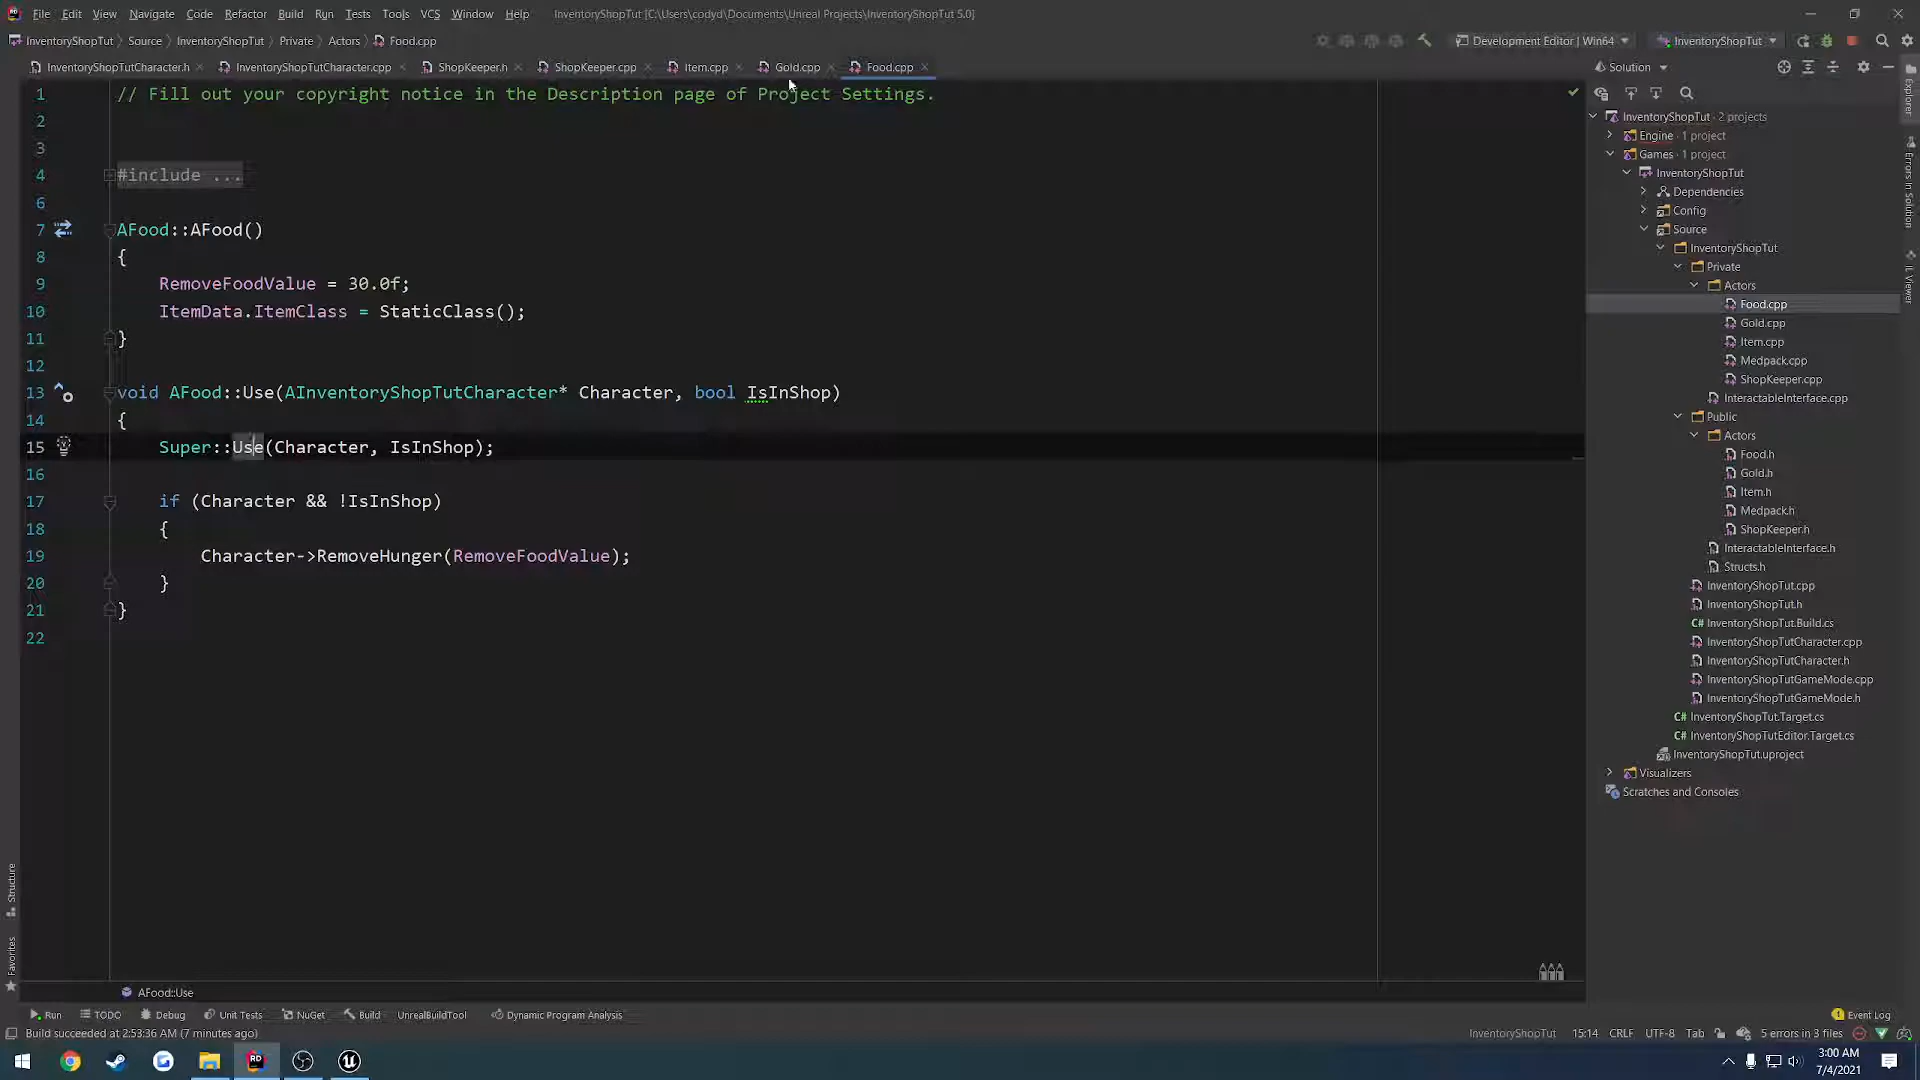 File Edit View Navigate Code Refactor Build Run Tests Tools VCS Window Help InventoryShopTut [C:\Users\codyd\Documents\Unreal Projects\InventoryShopTut 5.0]
InventoryShopTut Source InventoryShopTut Private Actors Food.cpp Development Editor | Win64 InventoryShopTut
InventoryShopTutCharacter.h InventoryShopTutCharacter.cpp ShopKeeper.h ShopKeeper.cpp Item.cpp Gold.cpp Food.cpp
1 // Fill out your copyright notice in the Description page of Project Settings.
2
3
4 #include ...
6
7 AFood::AFood()
8 {
9 RemoveFoodValue = 30.0f;
10 ItemData.ItemClass = StaticClass();
11 }
12
13 void AFood::Use(AInventoryShopTutCharacter* Character, bool IsInShop)
14 {
15 Super::Use(Character, IsInShop);
16
17 if (Character && !IsInShop)
18 {
19 Character->RemoveHunger(RemoveFoodValue);
20 }
21 }
22
Solution
InventoryShopTut · 2 projects
Engine · 1 project
Games · 1 project
InventoryShopTut
Dependencies
Config
Source
InventoryShopTut
Private
Actors
Food.cpp
Gold.cpp
Item.cpp
Medpack.cpp
ShopKeeper.cpp
InteractableInterface.cpp
Public
Actors
Food.h
Gold.h
Item.h
Medpack.h
ShopKeeper.h
InteractableInterface.h
Structs.h
InventoryShopTut.cpp
InventoryShopTut.h
C# InventoryShopTut.Build.cs
InventoryShopTutCharacter.cpp
InventoryShopTutCharacter.h
InventoryShopTutGameMode.cpp
InventoryShopTutGameMode.h
C# InventoryShopTut.Target.cs
C# InventoryShopTutEditor.Target.cs
InventoryShopTut.uproject
Visualizers
Scratches and Consoles
Explorer
Errors In Solution
IL Viewer
Structure
Favorites
AFood::Use
Run TODO Debug Unit Tests NuGet Build UnrealBuildTool Dynamic Program Analysis Event Log
Build succeeded at 2:53:36 AM (7 minutes ago) InventoryShopTut 15:14 CRLF UTF-8 Tab 5 errors in 3 files
RD
3:00 AM
7/4/2021